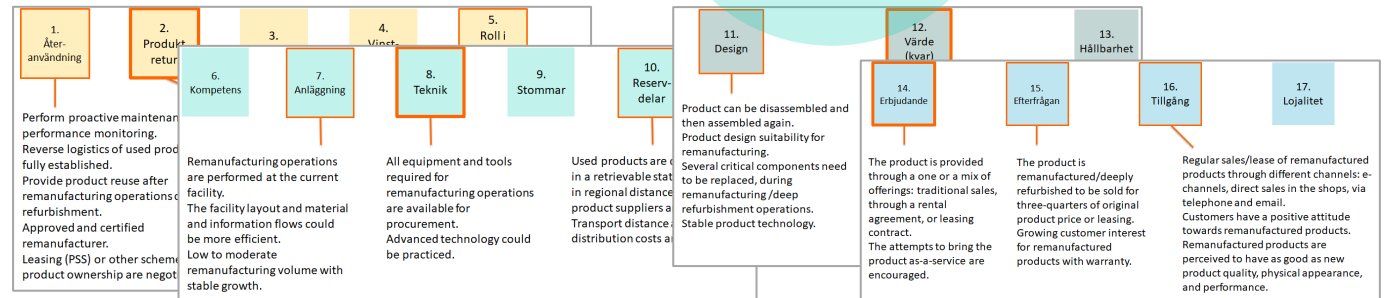 1.
Åter-
användning
2.
Produkt
retur
3.
4.
Vinst-
5.
Roll i
Perform proactive maintenan
performance monitoring.
Reverse logistics of used prod
fully established.
Provide product reuse after
remanufacturing operations o
refurbishment.
Approved and certified
remanufacturer.
Leasing (PSS) or other scheme
product ownership are negot
6.
Kompetens
7.
Anläggning
8.
Teknik
9.
Stommar
10.
Reserv-
delar
Remanufacturing operations
are performed at the current
facility.
The facility layout and material
and information flows could
be more efficient.
Low to moderate
remanufacturing volume with
stable growth.
All equipment and tools
required for
remanufacturing operations
are available for
procurement.
Advanced technology could
be practiced.
Used products are
in a retrievable stat
in regional distance
product suppliers a
Transport distance
distribution costs a
11.
Design
12.
Värde
(kvar)
13.
Hållbarhet
Product can be disassembled and
then assembled again.
Product design suitability for
remanufacturing.
Several critical components need
to be replaced, during
remanufacturing /deep
refurbishment operations.
Stable product technology.
14.
Erbjudande
15.
Efterfrågan
16.
Tillgång
17.
Lojalitet
The product is provided
through a one or a mix of
offerings: traditional sales,
through a rental
agreement, or leasing
contract.
The attempts to bring the
product as-a-service are
encouraged.
The product is
remanufactured/deeply
refurbished to be sold for
three-quarters of original
product price or leasing.
Growing customer interest
for remanufactured
products with warranty.
Regular sales/lease of remanufactured
products through different channels: e-
channels, direct sales in the shops, via
telephone and email.
Customers have a positive attitude
towards remanufactured products.
Remanufactured products are
perceived to have as good as new
product quality, physical appearance,
and performance.